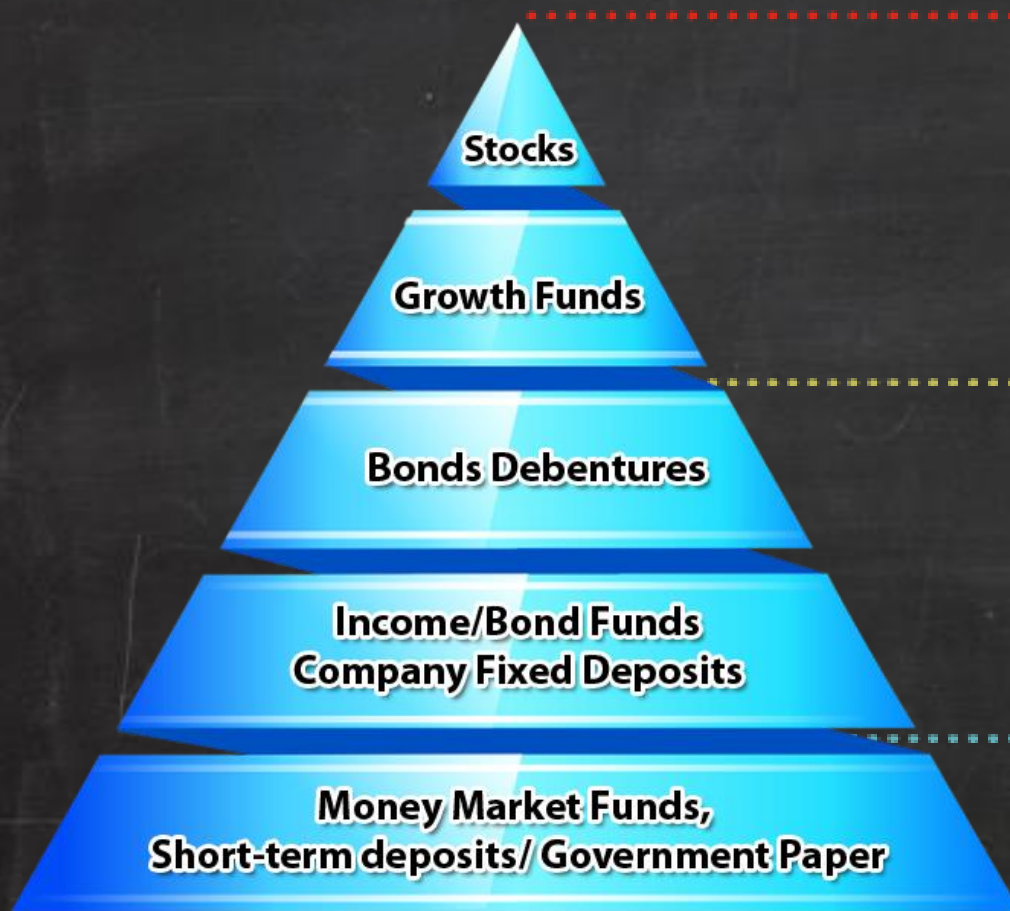 Stocks
Growth Funds
Bonds Debentures
Income/Bond Funds
Company Fixed Deposits
Money Market Funds,
Short-term deposits/ Government Paper